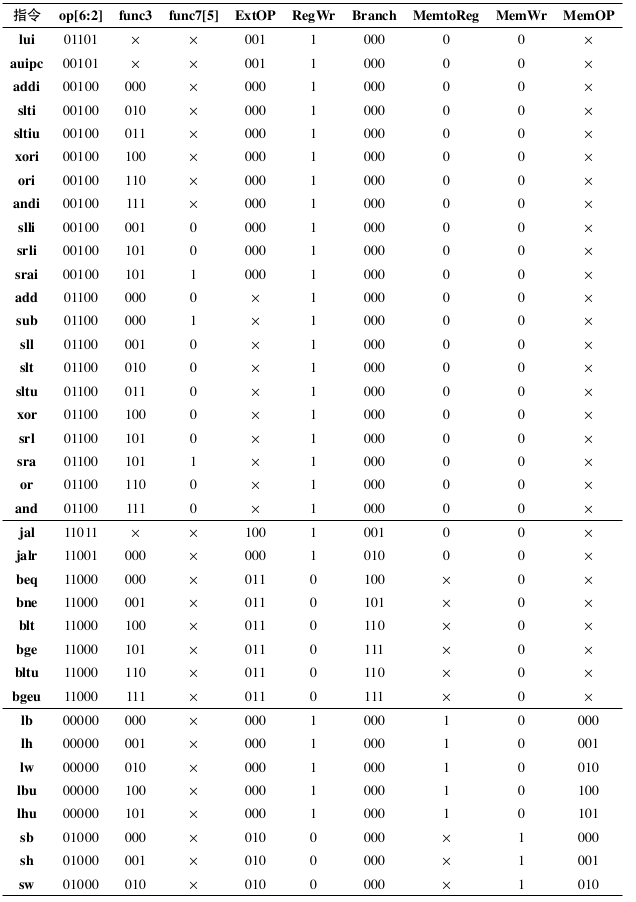 指令 op[6:2] func3 func7[5] ExtOP RegWr Branch MemtoReg MemWr MemOP
lui 01101 × × 001 1 000 0 0 ×
auipc 00101 × × 001 1 000 0 0 ×
addi 00100 000 × 000 1 000 0 0 ×
slti 00100 010 × 000 1 000 0 0 ×
sltiu 00100 011 × 000 1 000 0 0 ×
xori 00100 100 × 000 1 000 0 0 ×
ori 00100 110 × 000 1 000 0 0 ×
andi 00100 111 × 000 1 000 0 0 ×
slli 00100 001 0 000 1 000 0 0 ×
srli 00100 101 0 000 1 000 0 0 ×
srai 00100 101 1 000 1 000 0 0 ×
add 01100 000 0 × 1 000 0 0 ×
sub 01100 000 1 × 1 000 0 0 ×
sll 01100 001 0 × 1 000 0 0 ×
slt 01100 010 0 × 1 000 0 0 ×
sltu 01100 011 0 × 1 000 0 0 ×
xor 01100 100 0 × 1 000 0 0 ×
srl 01100 101 0 × 1 000 0 0 ×
sra 01100 101 1 × 1 000 0 0 ×
or 01100 110 0 × 1 000 0 0 ×
and 01100 111 0 × 1 000 0 0 ×
jal 11011 × × 100 1 001 0 0 ×
jalr 11001 000 × 000 1 010 0 0 ×
beq 11000 000 × 011 0 100 × 0 ×
bne 11000 001 × 011 0 101 × 0 ×
blt 11000 100 × 011 0 110 × 0 ×
bge 11000 101 × 011 0 111 × 0 ×
bltu 11000 110 × 011 0 110 × 0 ×
bgeu 11000 111 × 011 0 111 × 0 ×
lb 00000 000 × 000 1 000 1 0 000
lh 00000 001 × 000 1 000 1 0 001
lw 00000 010 × 000 1 000 1 0 010
lbu 00000 100 × 000 1 000 1 0 100
lhu 00000 101 × 000 1 000 1 0 101
sb 01000 000 × 010 0 000 × 1 000
sh 01000 001 × 010 0 000 × 1 001
sw 01000 010 × 010 0 000 × 1 010